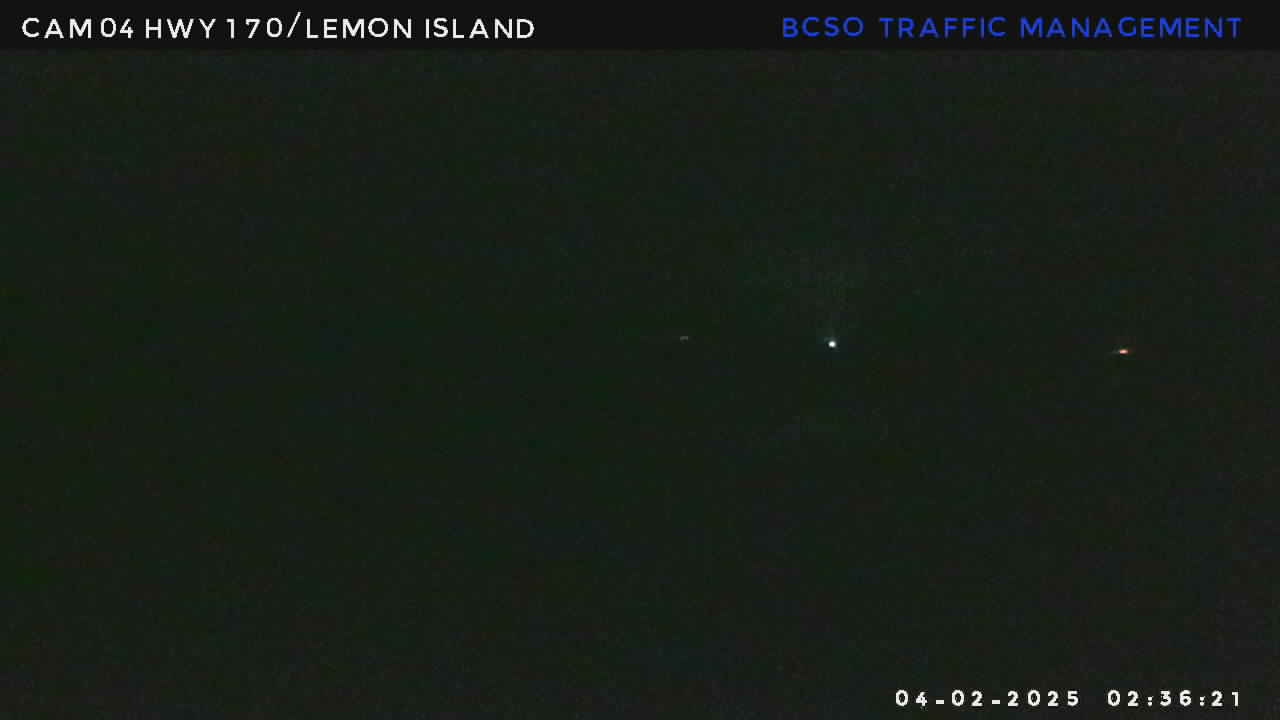 CAM 04 HWY 170/LEMON ISLAND
BCSO TRAFFIC MANAGEMENT
04-02-2025 02:36:21